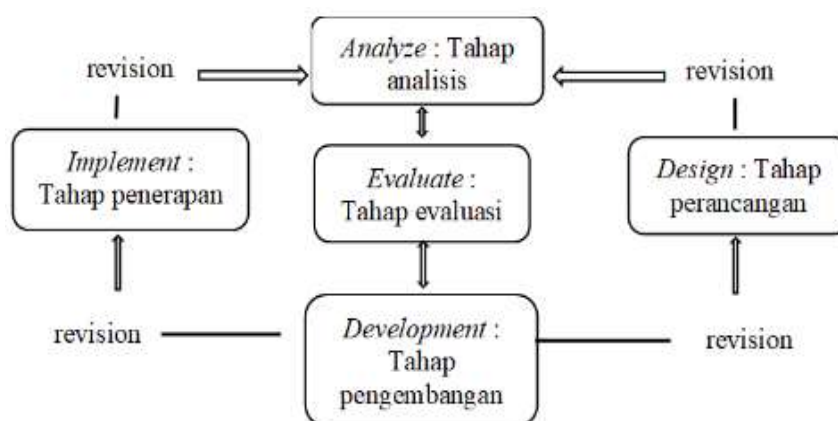 Analyze : Tahap
analisis
revision
revision
Implement :
Tahap penerapan
Evaluate :
Tahap evaluasi
Design : Tahap
perancangan
revision
Development :
Tahap
pengembangan
revision